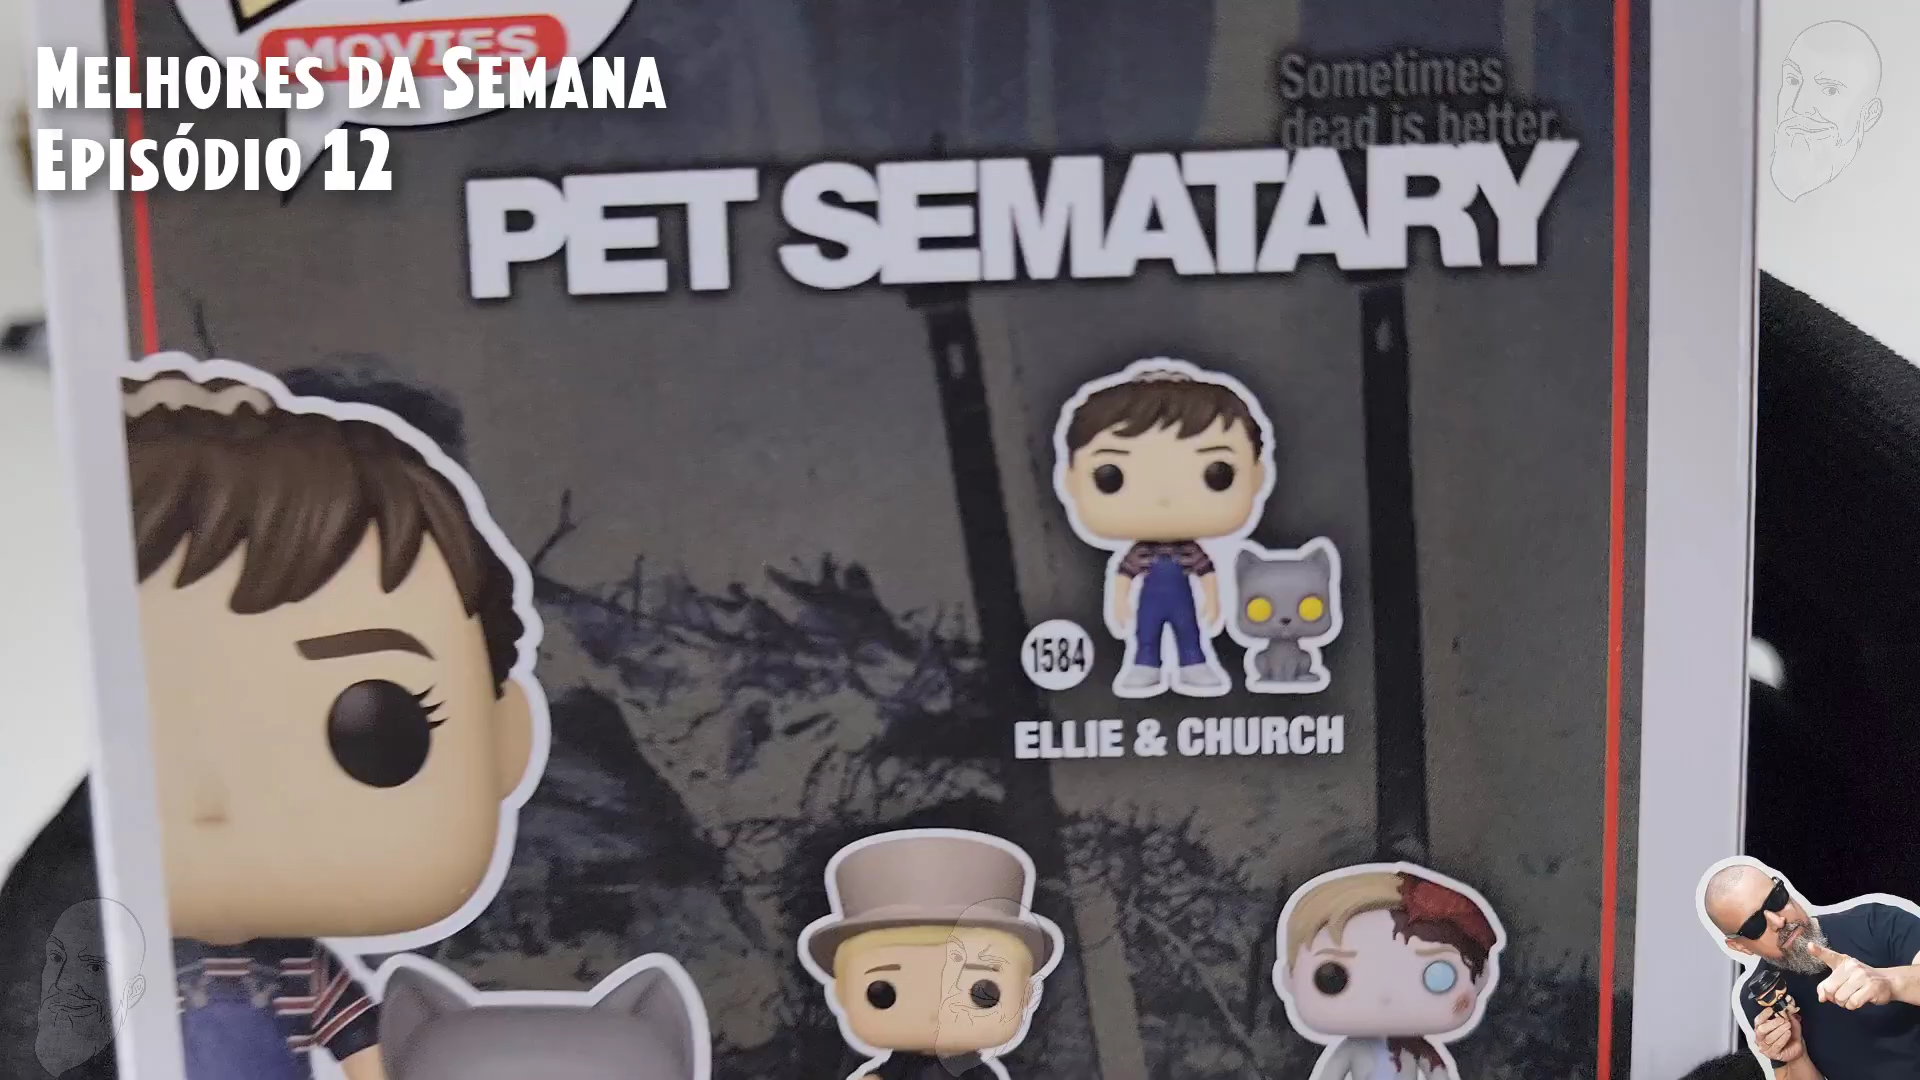 MOVIES
MELHORES DA SEMANA
EPISÓDIO 12
Sometimes
dead is better.
PET SEMATARY
1584
ELLIE & CHURCH